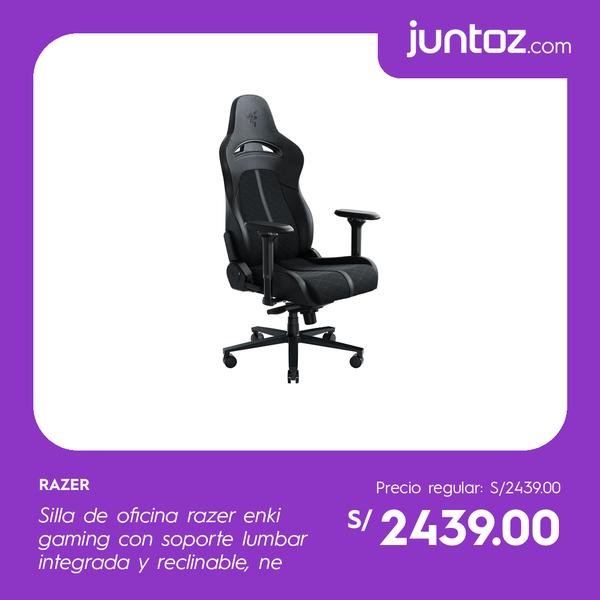 juntoz.com
RAZER
Silla de oficina razer enki
gaming con soporte lumbar
integrada y reclinable, ne
Precio regular: S/2439.00
S/ 2439.00